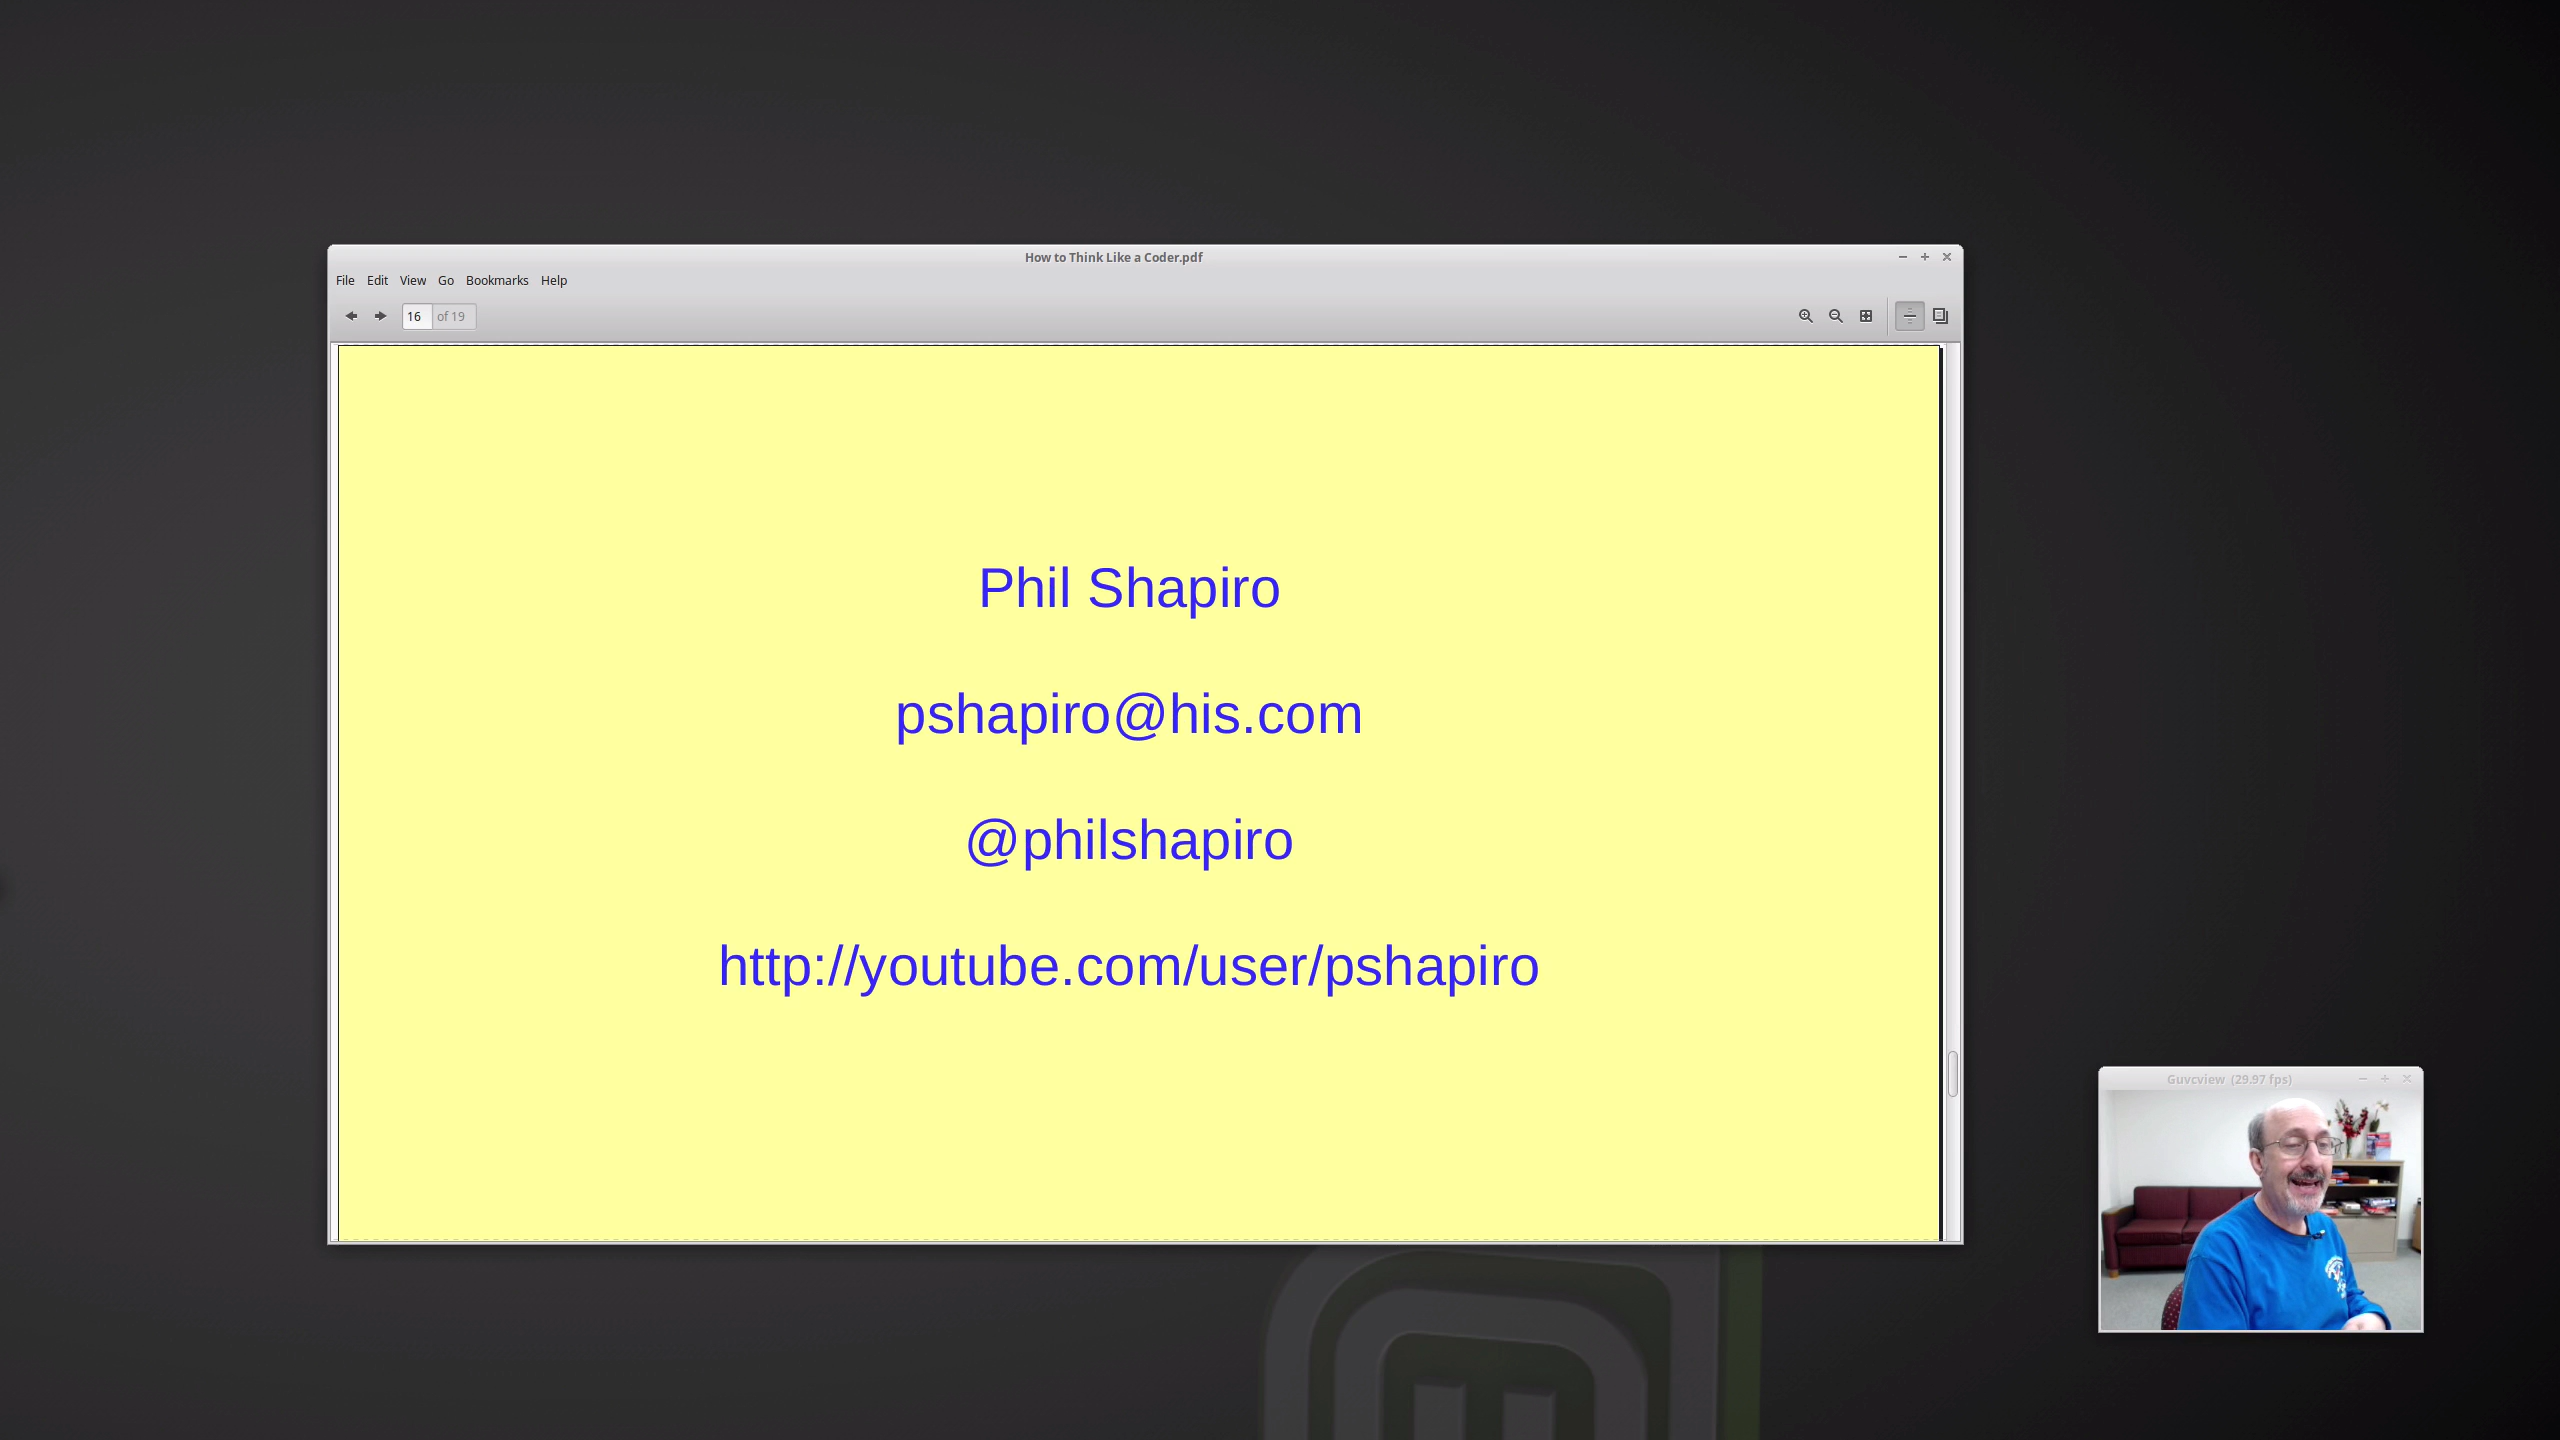 How to Think Like a Coder.pdf
File Edit View Go Bookmarks Help
16 of 19
Phil Shapiro
pshapiro@his.com
@philshapiro
http://youtube.com/user/pshapiro
Guvcview (29.97 fps)